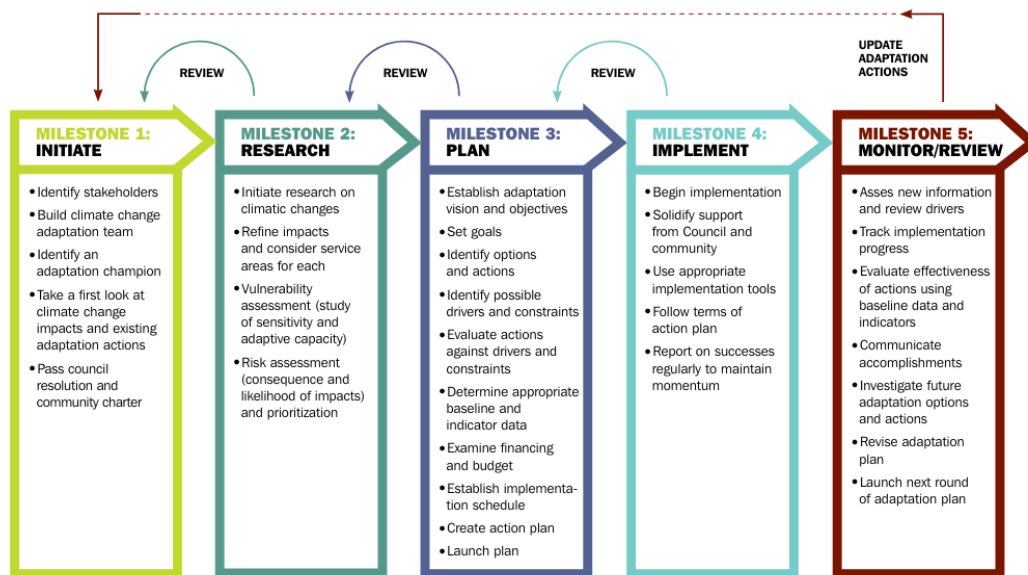 UPDATE
ADAPTATION
ACTIONS
REVIEW
REVIEW
REVIEW
MILESTONE 1:
INITIATE
• Identify stakeholders
• Build climate change
adaptation team
• Identify an
adaptation champion
• Take a first look at
climate change
impacts and existing
adaptation actions
• Pass council
resolution and
community charter
MILESTONE 2:
RESEARCH
• Initiate research on
climatic changes
• Refine impacts
and consider service
areas for each
• Vulnerability
assessment (study
of sensitivity and
adaptive capacity)
• Risk assessment
(consequence and
likelihood of impacts)
and prioritization
MILESTONE 3:
PLAN
• Establish adaptation
vision and objectives
• Set goals
• Identify options
and actions
• Identify possible
drivers and constraints
• Evaluate actions
against drivers and
constraints
• Determine appropriate
baseline and
indicator data
• Examine financing
and budget
• Establish implementa-
tion schedule
• Create action plan
• Launch plan
MILESTONE 4:
IMPLEMENT
• Begin implementation
• Solidify support
from Council and
community
• Use appropriate
implementation tools
• Follow terms of
action plan
• Report on successes
regularly to maintain
momentum
MILESTONE 5:
MONITOR/REVIEW
• Asses new information
and review drivers
• Track implementation
progress
• Evaluate effectiveness
of actions using
baseline data and
indicators
• Communicate
accomplishments
• Investigate future
adaptation options
and actions
• Revise adaptation
plan
• Launch next round
of adaptation plan